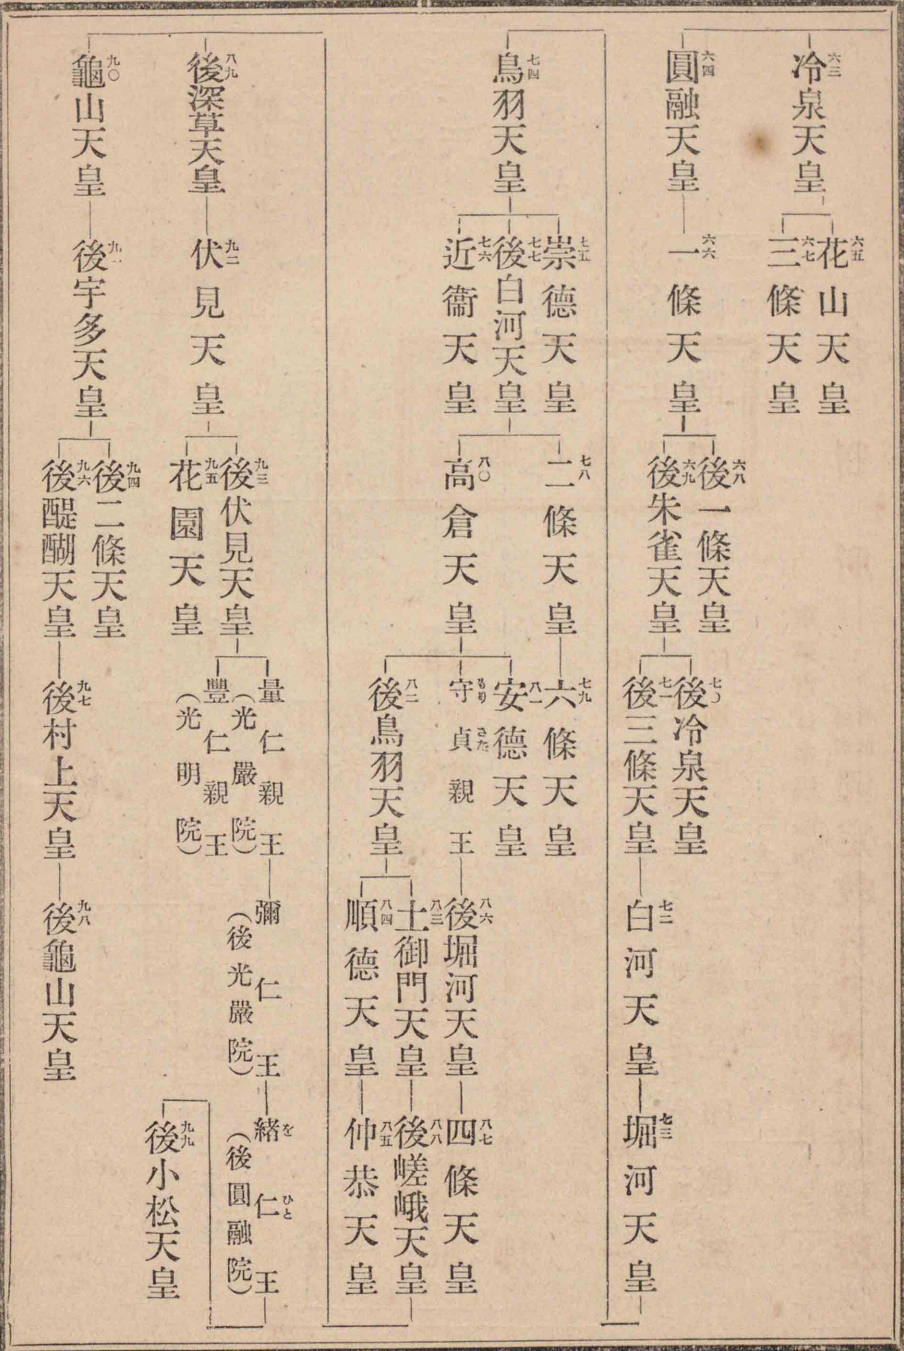 六三 冷泉天皇
六五 花山天皇
六七 三條天皇
六四 圓融天皇
六六 一條天皇
六八 後一條天皇
六九 後朱雀天皇
七〇 後冷泉天皇
七一 後三條天皇
七二 白河天皇
七三 堀河天皇
七四 鳥羽天皇
七五 崇德天皇
七七 後白河天皇
七六 近衞天皇
七八 二條天皇
七九 六條天皇
八〇 高倉天皇
八一 安德天皇
守貞親王 もり さだ
八六 後堀河天皇
八七 四條天皇
八二 後鳥羽天皇
八三 土御門天皇
八八 後嵯峨天皇
八四 順德天皇
八五 仲恭天皇
八九 後深草天皇
九二 伏見天皇
九三 後伏見天皇
量仁親王
（光嚴院）
彌仁王
（後光嚴院）
緒仁王 を ひと
（後圓融院）
九九 後小松天皇
豐仁親王
（光明院）
九五 花園天皇
九〇 龜山天皇
九一 後宇多天皇
九四 後二條天皇
九六 後醍醐天皇
九七 後村上天皇
九八 後龜山天皇